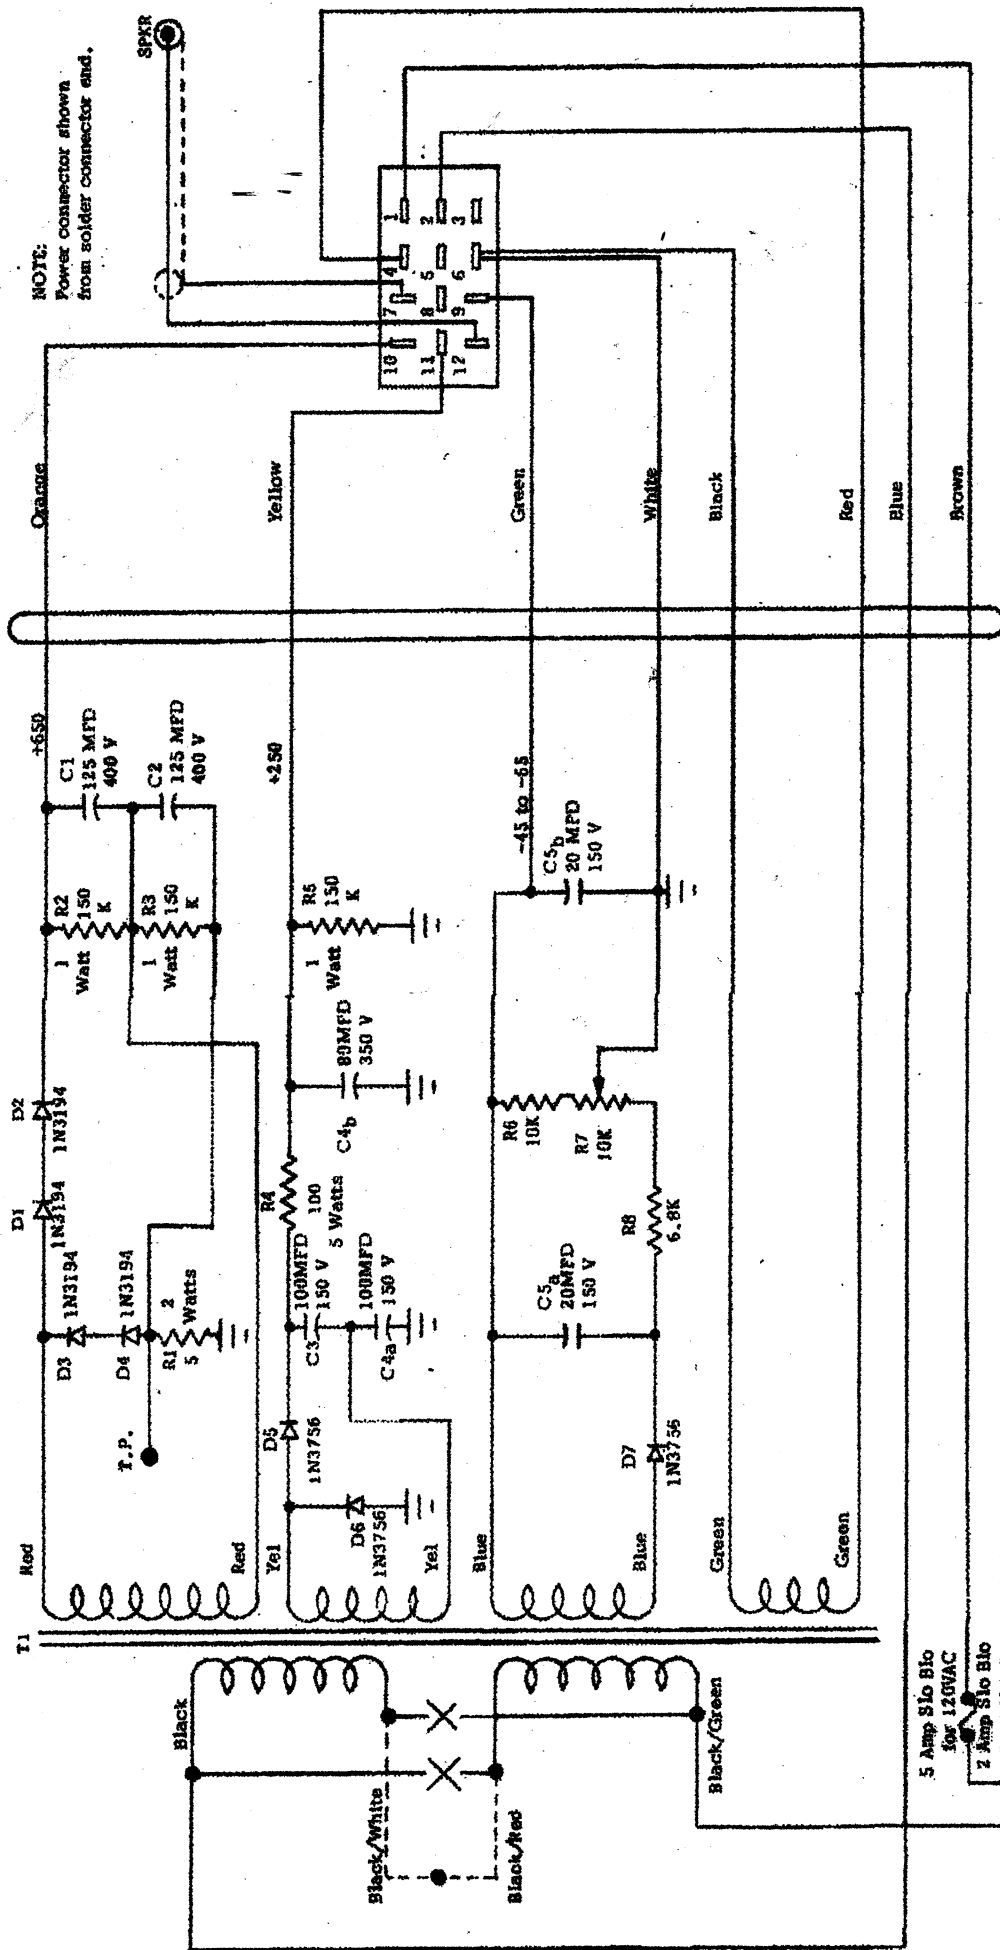 NOTE:
Power connector shown
from solder connector end.
SPKR
1
2
3
4
5
6
7
8
9
10
11
12
Orange
Yellow
Green
White
Black
Red
Blue
Brown
+650
C1
125 MFD
400 V
C2
125 MFD
400 V
R2
150
K
1
Watt
R3
150
K
1
Watt
D2
1N3194
D1
1N3194
D3
1N3194
D4
1N3194
R1
5
2
Watts
T.P.
Red
Red
+250
R5
150
K
1
Watt
80MFD
350 V
C4b
R4
100
5 Watts
100MFD
150 V
C3
100MFD
150 V
C4a
D5
1N3756
D6
1N3756
Yel
Yel
-45 to -65
C5b
20 MFD
150 V
R6
10K
R7
10K
R8
6.8K
C5a
20MFD
150 V
D7
1N3756
Blue
Blue
Green
Green
T1
Black
Black/White
Black/Red
Black/Green
5 Amp Slo Blo
for 120VAC
2 Amp Slo Blo